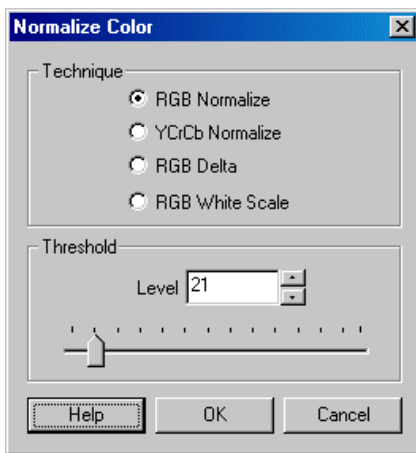 Normalize Color
Technique
RGB Normalize
YCrCb Normalize
RGB Delta
RGB White Scale
Threshold
Level 21
Help OK Cancel